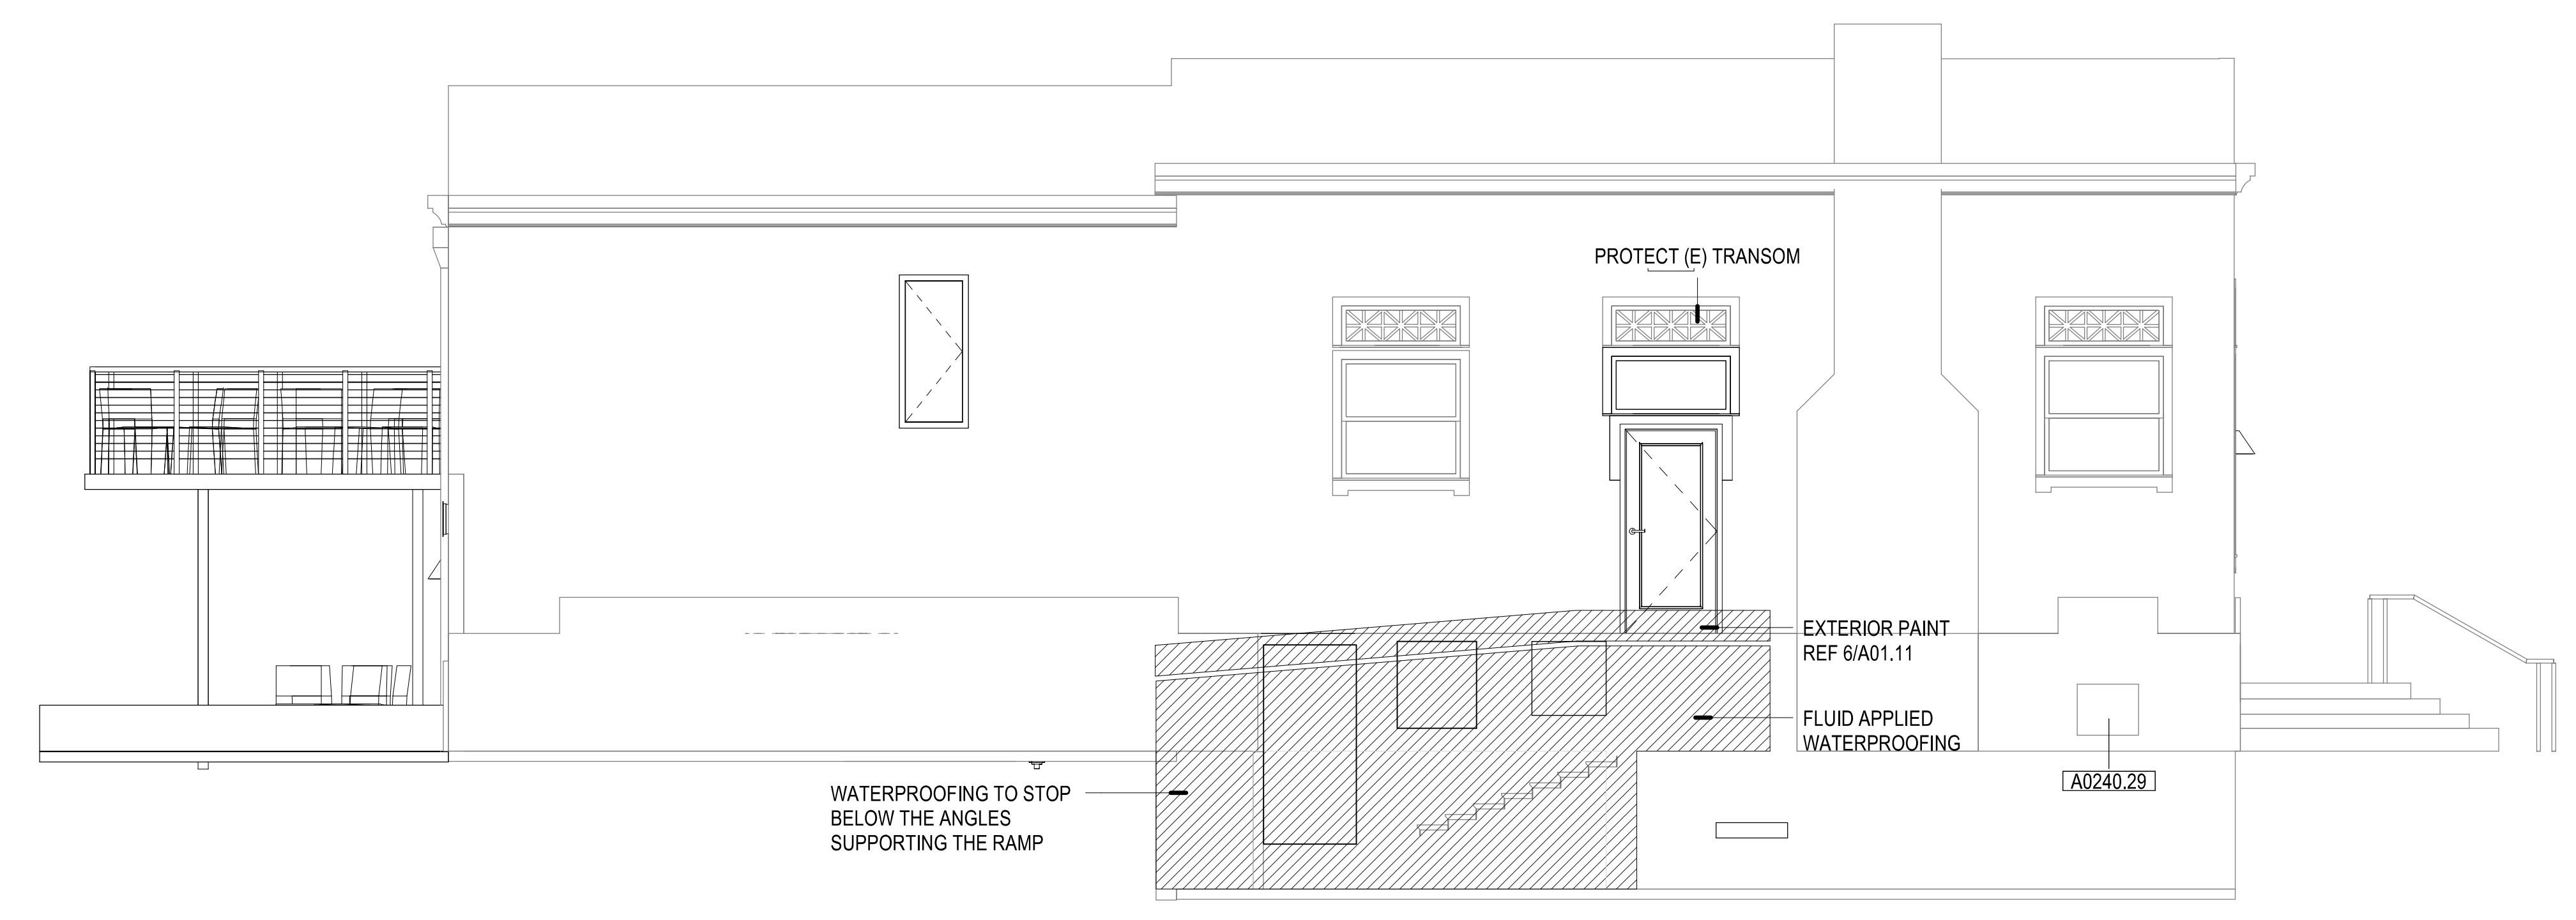 PROTECT (E) TRANSOM
EXTERIOR PAINT
REF 6/A01.11
FLUID APPLIED
WATERPROOFING
A0240.29
WATERPROOFING TO STOP
BELOW THE ANGLES
SUPPORTING THE RAMP